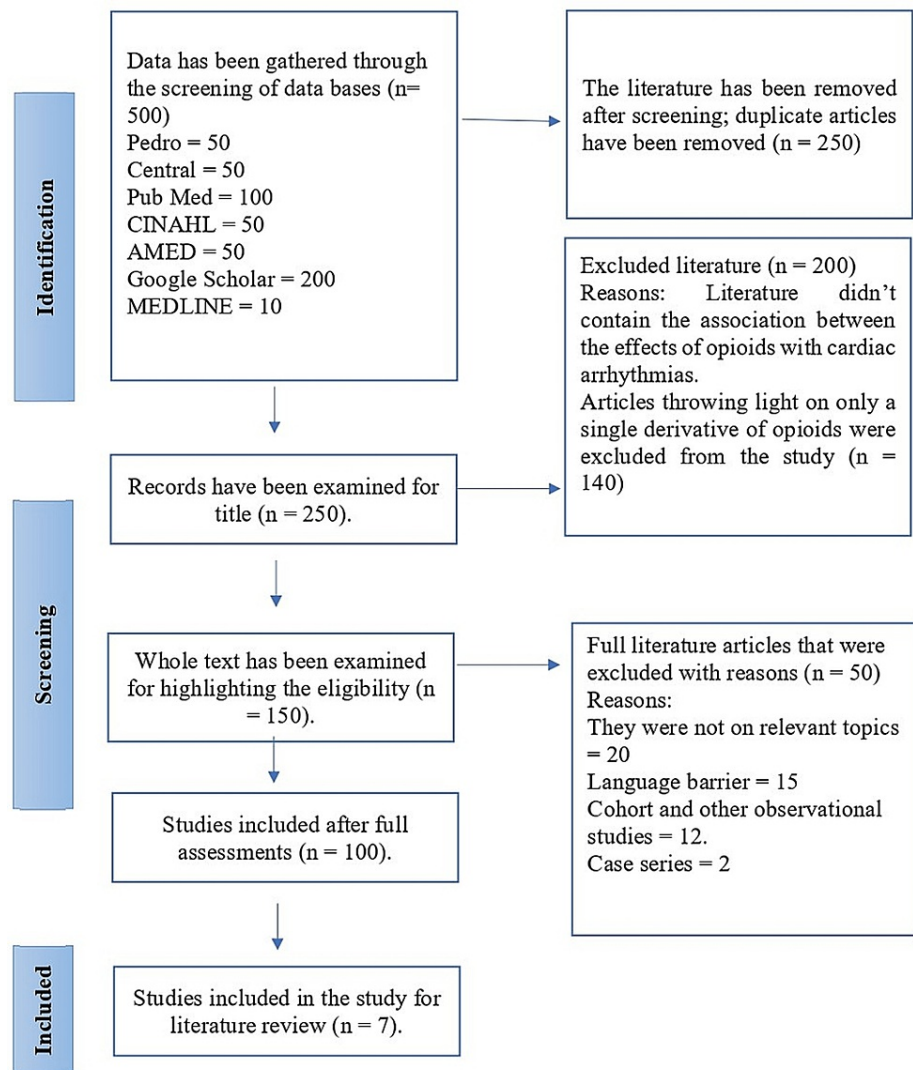 Identification
Data has been gathered through
the screening of data bases (n=
500)
Pedro = 50
Central = 50
Pub Med = 100
CINAHL = 50
AMED = 50
Google Scholar = 200
MEDLINE = 10
The literature has been removed
after screening; duplicate articles
have been removed (n = 250)
Excluded literature (n = 200)
Reasons: Literature didn’t
contain the association between
the effects of opioids with cardiac
arrhythmias.
Articles throwing light on only a
single derivative of opioids were
excluded from the study (n =
140)
Screening
Records have been examined for
title (n = 250).
Whole text has been examined
for highlighting the eligibility (n
= 150).
Full literature articles that were
excluded with reasons (n = 50)
Reasons:
They were not on relevant topics
= 20
Language barrier = 15
Cohort and other observational
studies = 12.
Case series = 2
Studies included after full
assessments (n = 100).
Included
Studies included in the study for
literature review (n = 7).